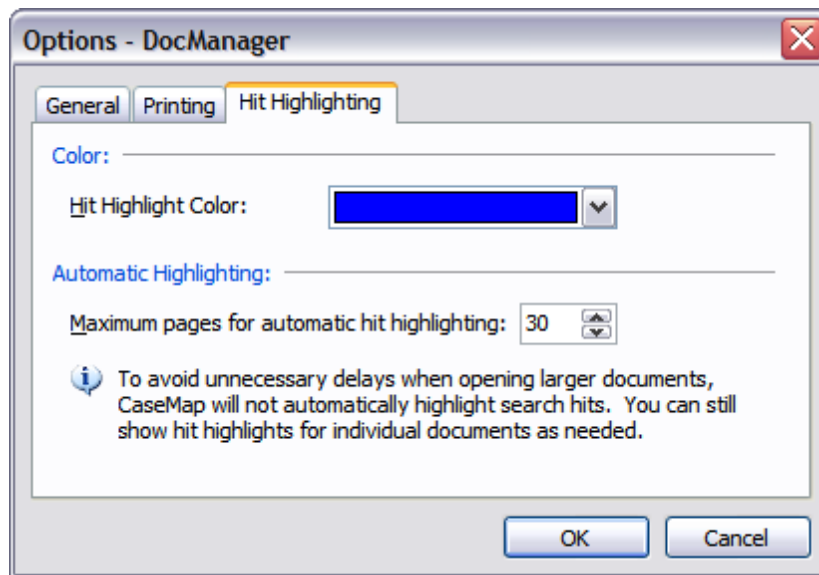 Options - DocManager
General Printing Hit Highlighting
Color:
Hit Highlight Color:
Automatic Highlighting:
Maximum pages for automatic hit highlighting: 30
To avoid unnecessary delays when opening larger documents,
CaseMap will not automatically highlight search hits. You can still
show hit highlights for individual documents as needed.
OK Cancel